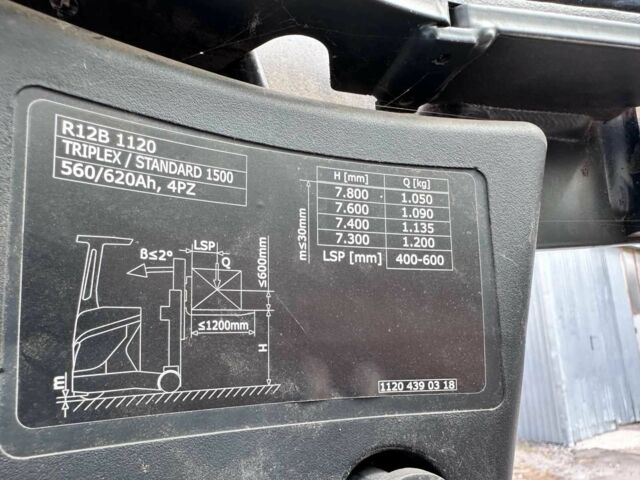 R12B 1120
TRIPLEX / STANDARD 1500
560/620Ah, 4PZ
H [mm] Q [kg]
7.800 1.050
7.600 1.090
7.400 1.135
7.300 1.200
LSP [mm] 400-600
m≤30mm
LSP
B≤2°
Q
≤600mm
≤1200mm
H
m
1120 439 03 18